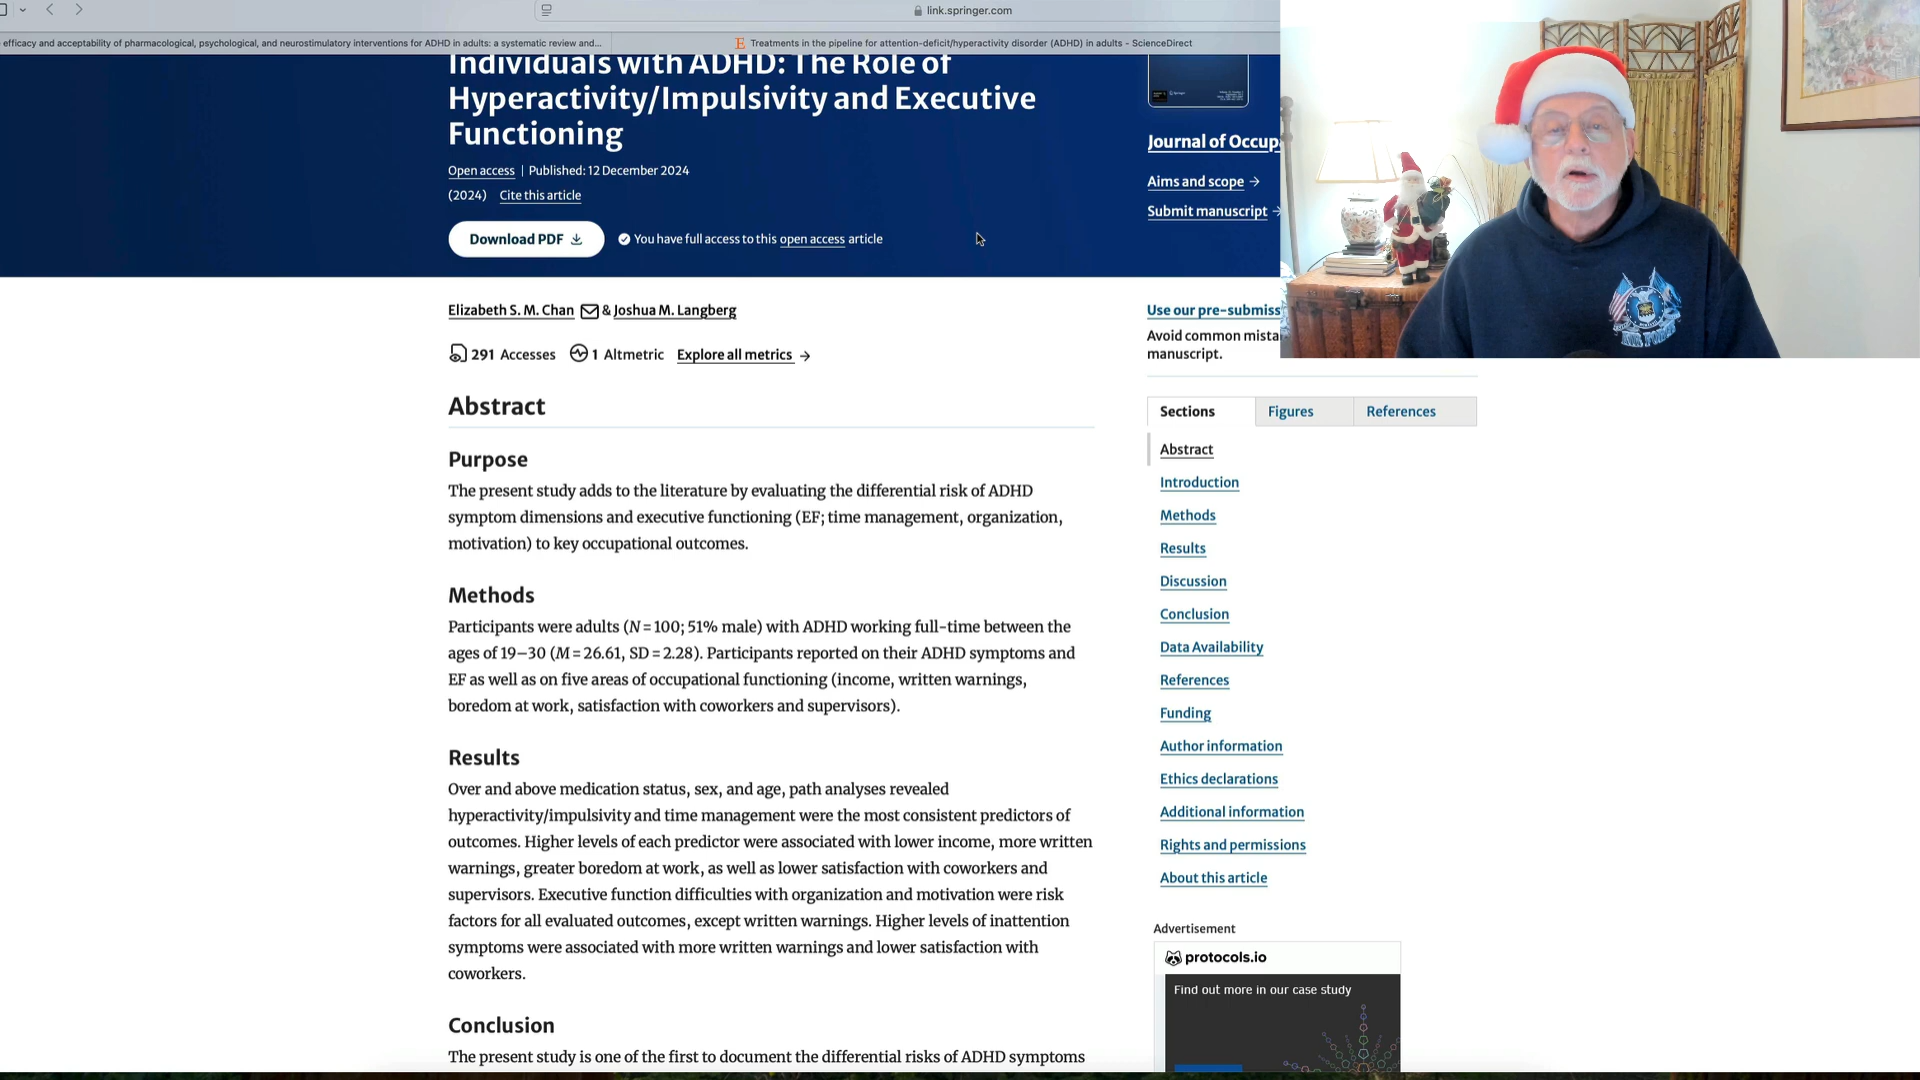 link.springer.com
efficacy and acceptability of pharmacological, psychological, and neurostimulatory interventions for ADHD in adults: a systematic review and...
Treatments in the pipeline for attention-deficit/hyperactivity disorder (ADHD) in adults - ScienceDirect
Individuals with ADHD: The Role of
Hyperactivity/Impulsivity and Executive
Functioning
Open access | Published: 12 December 2024
(2024) Cite this article
Download PDF
You have full access to this open access article
Journal of Occup
Aims and scope →
Submit manuscript →
Elizabeth S. M. Chan & Joshua M. Langberg
291 Accesses 1 Altmetric Explore all metrics →
Abstract
Purpose
The present study adds to the literature by evaluating the differential risk of ADHD
symptom dimensions and executive functioning (EF; time management, organization,
motivation) to key occupational outcomes.
Methods
Participants were adults (N = 100; 51% male) with ADHD working full-time between the
ages of 19–30 (M = 26.61, SD = 2.28). Participants reported on their ADHD symptoms and
EF as well as on five areas of occupational functioning (income, written warnings,
boredom at work, satisfaction with coworkers and supervisors).
Results
Over and above medication status, sex, and age, path analyses revealed
hyperactivity/impulsivity and time management were the most consistent predictors of
outcomes. Higher levels of each predictor were associated with lower income, more written
warnings, greater boredom at work, as well as lower satisfaction with coworkers and
supervisors. Executive function difficulties with organization and motivation were risk
factors for all evaluated outcomes, except written warnings. Higher levels of inattention
symptoms were associated with more written warnings and lower satisfaction with
coworkers.
Conclusion
The present study is one of the first to document the differential risks of ADHD symptoms
Use our pre-submiss
Avoid common mista
manuscript.
Sections Figures References
Abstract
Introduction
Methods
Results
Discussion
Conclusion
Data Availability
References
Funding
Author information
Ethics declarations
Additional information
Rights and permissions
About this article
Advertisement
protocols.io
Find out more in our case study
AIR FORCE